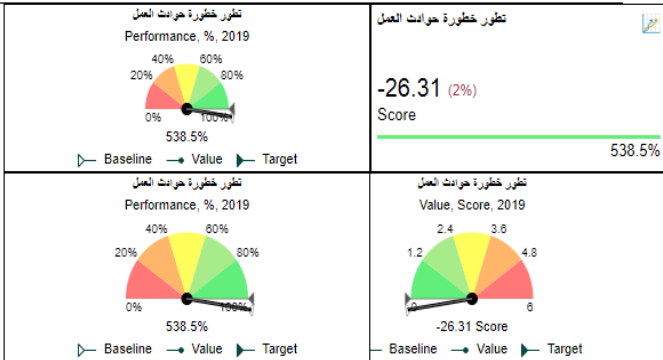 تطور خطورة حوادث العمل
Performance, %, 2019
40% 60%
20% 80%
0% 100%
538.5%
Baseline Value Target
تطور خطورة حوادث العمل
-26.31 (2%)
Score
538.5%
تطور خطورة حوادث العمل
Performance, %, 2019
40% 60%
20% 80%
0% 100%
538.5%
Baseline Value Target
تطور خطورة حوادث العمل
Value, Score, 2019
2.4 3.6
1.2 4.8
0 6
-26.31 Score
Baseline Value Target